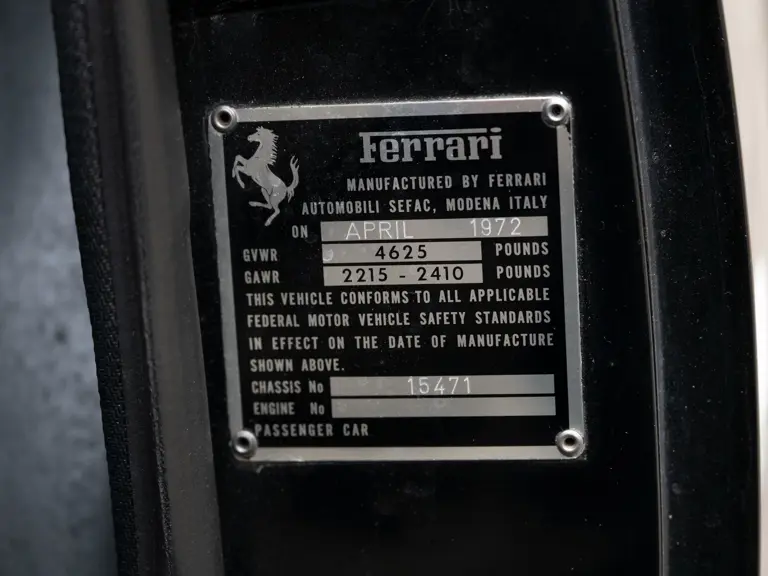 Ferrari
MANUFACTURED BY FERRARI
AUTOMOBILI SEFAC, MODENA ITALY
ON APRIL 1972
GVWR 4625 POUNDS
GAWR 2215 - 2410 POUNDS
THIS VEHICLE CONFORMS TO ALL APPLICABLE
FEDERAL MOTOR VEHICLE SAFETY STANDARDS
IN EFFECT ON THE DATE OF MANUFACTURE
SHOWN ABOVE.
CHASSIS No 15471
ENGINE No
PASSENGER CAR